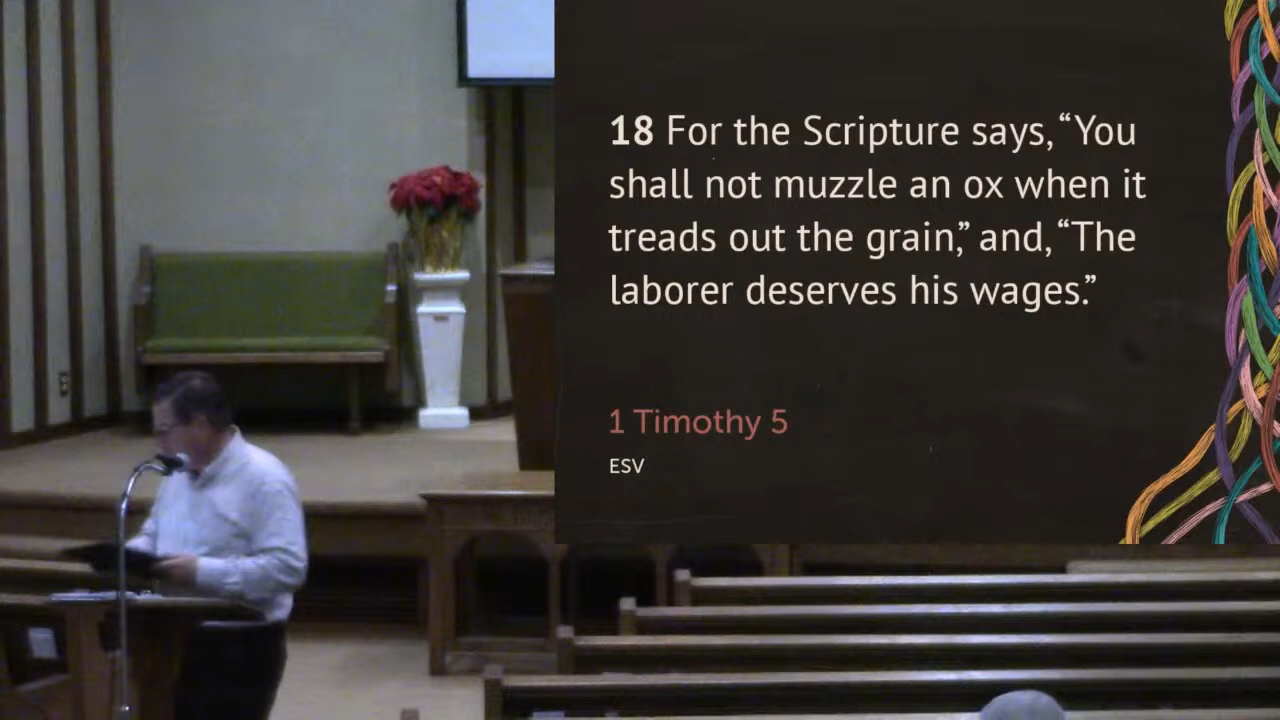 18 For the Scripture says, “You
shall not muzzle an ox when it
treads out the grain,” and, “The
laborer deserves his wages.”
1 Timothy 5
ESV